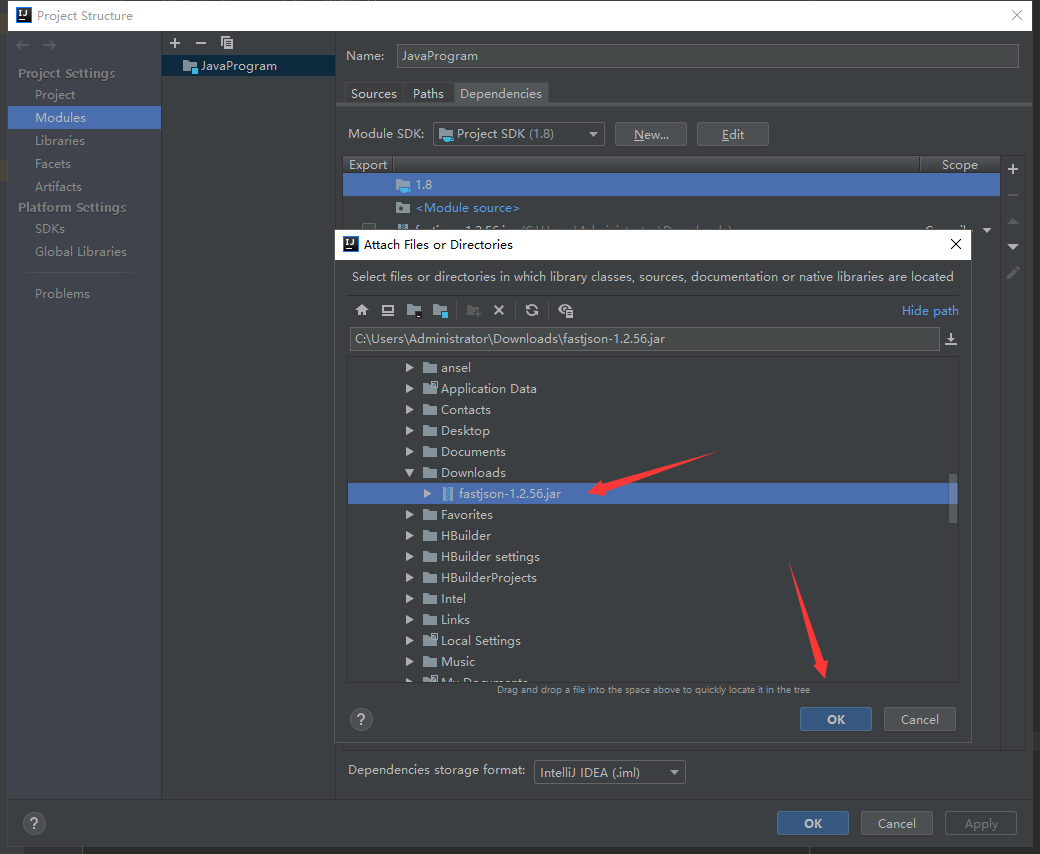 Project Structure
Project Settings
Project
Modules
Libraries
Facets
Artifacts
Platform Settings
SDKs
Global Libraries
Problems
JavaProgram
Name: JavaProgram
Sources Paths Dependencies
Module SDK: Project SDK (1.8) New... Edit
Export Scope
1.8
<Module source>
Attach Files or Directories
Select files or directories in which library classes, sources, documentation or native libraries are located
Hide path
C:\Users\Administrator\Downloads\fastjson-1.2.56.jar
ansel
Application Data
Contacts
Desktop
Documents
Downloads
fastjson-1.2.56.jar
Favorites
HBuilder
HBuilder settings
HBuilderProjects
Intel
Links
Local Settings
Music
My Documents
Drag and drop a file into the space above to quickly locate it in the tree
? OK Cancel
Dependencies storage format: IntelliJ IDEA (.iml)
? OK Cancel Apply